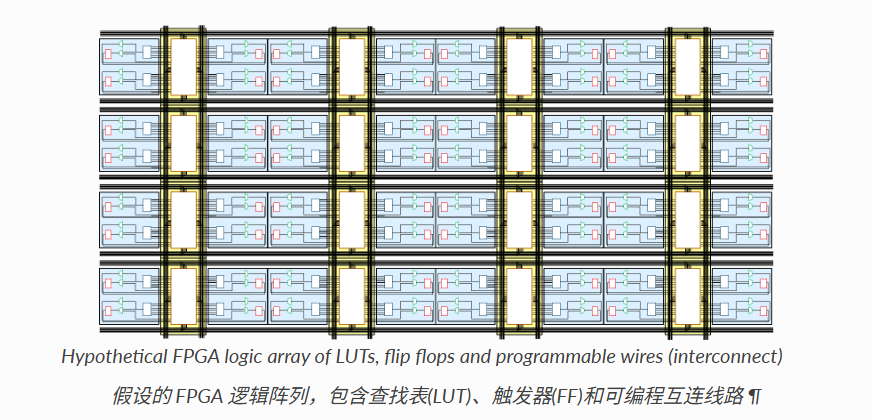 Hypothetical FPGA logic array of LUTs, flip flops and programmable wires (interconnect)
假设的 FPGA 逻辑阵列，包含查找表(LUT)、触发器(FF)和可编程互连线路 ¶